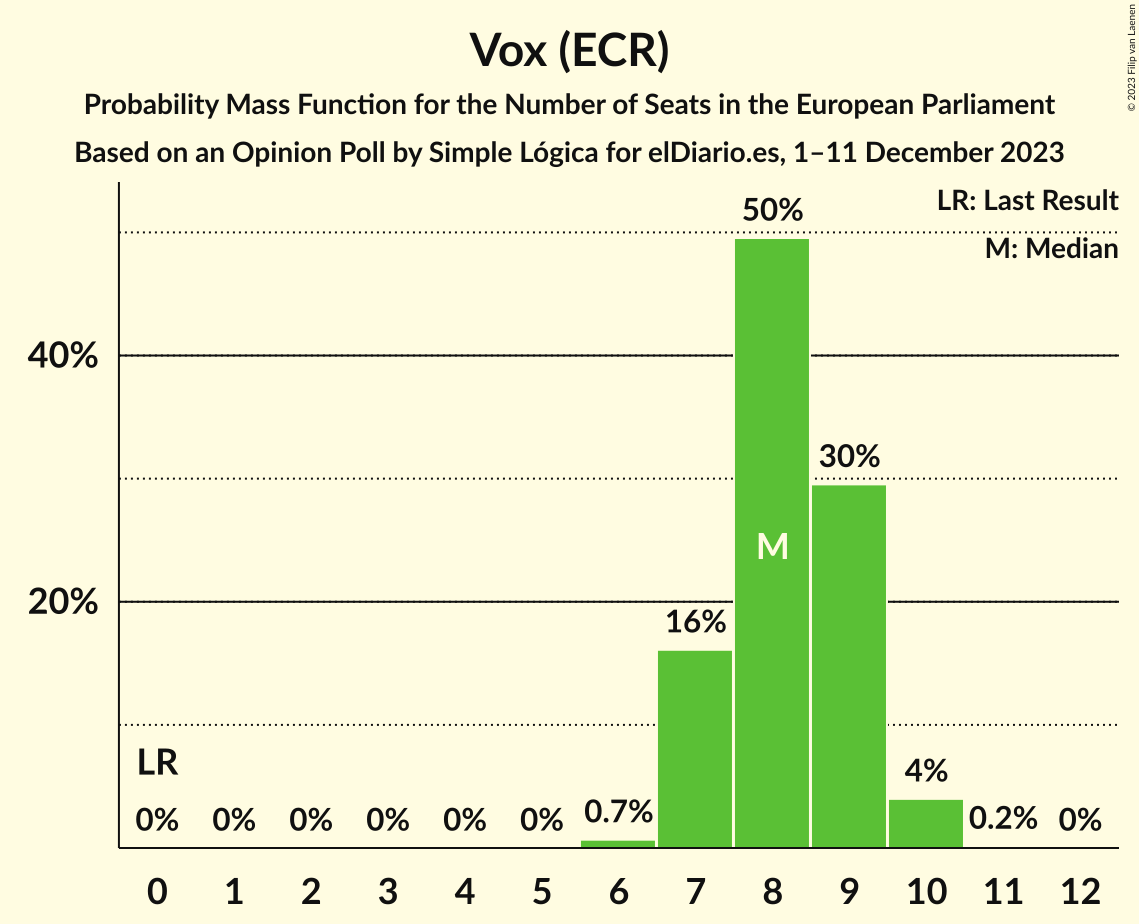 © 2023 Filip van Laenen
Vox (ECR)
Probability Mass Function for the Number of Seats in the European Parliament
Based on an Opinion Poll by Simple Lógica for elDiario.es, 1–11 December 2023
LR: Last Result
M: Median
50%
40%
30%
M
20%
16%
LR
4%
0% 0% 0% 0% 0% 0% 0.7% 0.2% 0%
0 1 2 3 4 5 6 7 8 9 10 11 12